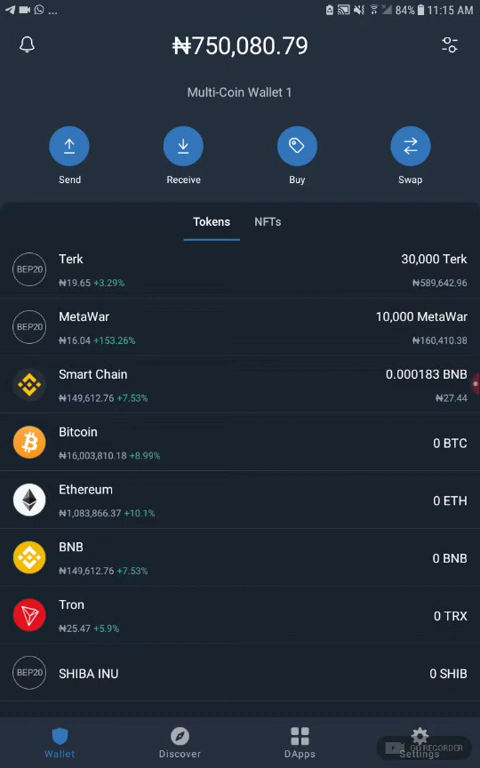 ... 84% 11:15 AM
₦750,080.79
Multi-Coin Wallet 1
Send Receive Buy Swap
Tokens NFTs
BEP20 Terk 30,000 Terk
₦19.65 +3.29% ₦589,642.96
BEP20 MetaWar 10,000 MetaWar
₦16.04 +153.26% ₦160,410.38
Smart Chain 0.000183 BNB
₦149,612.76 +7.53% ₦27.44
Bitcoin 0 BTC
₦16,003,810.18 +8.99%
Ethereum 0 ETH
₦1,083,866.37 +10.1%
BNB 0 BNB
₦149,612.76 +7.53%
Tron 0 TRX
₦25.47 +5.9%
BEP20 SHIBA INU 0 SHIB
Wallet Discover DApps Settings
GO RECORDER